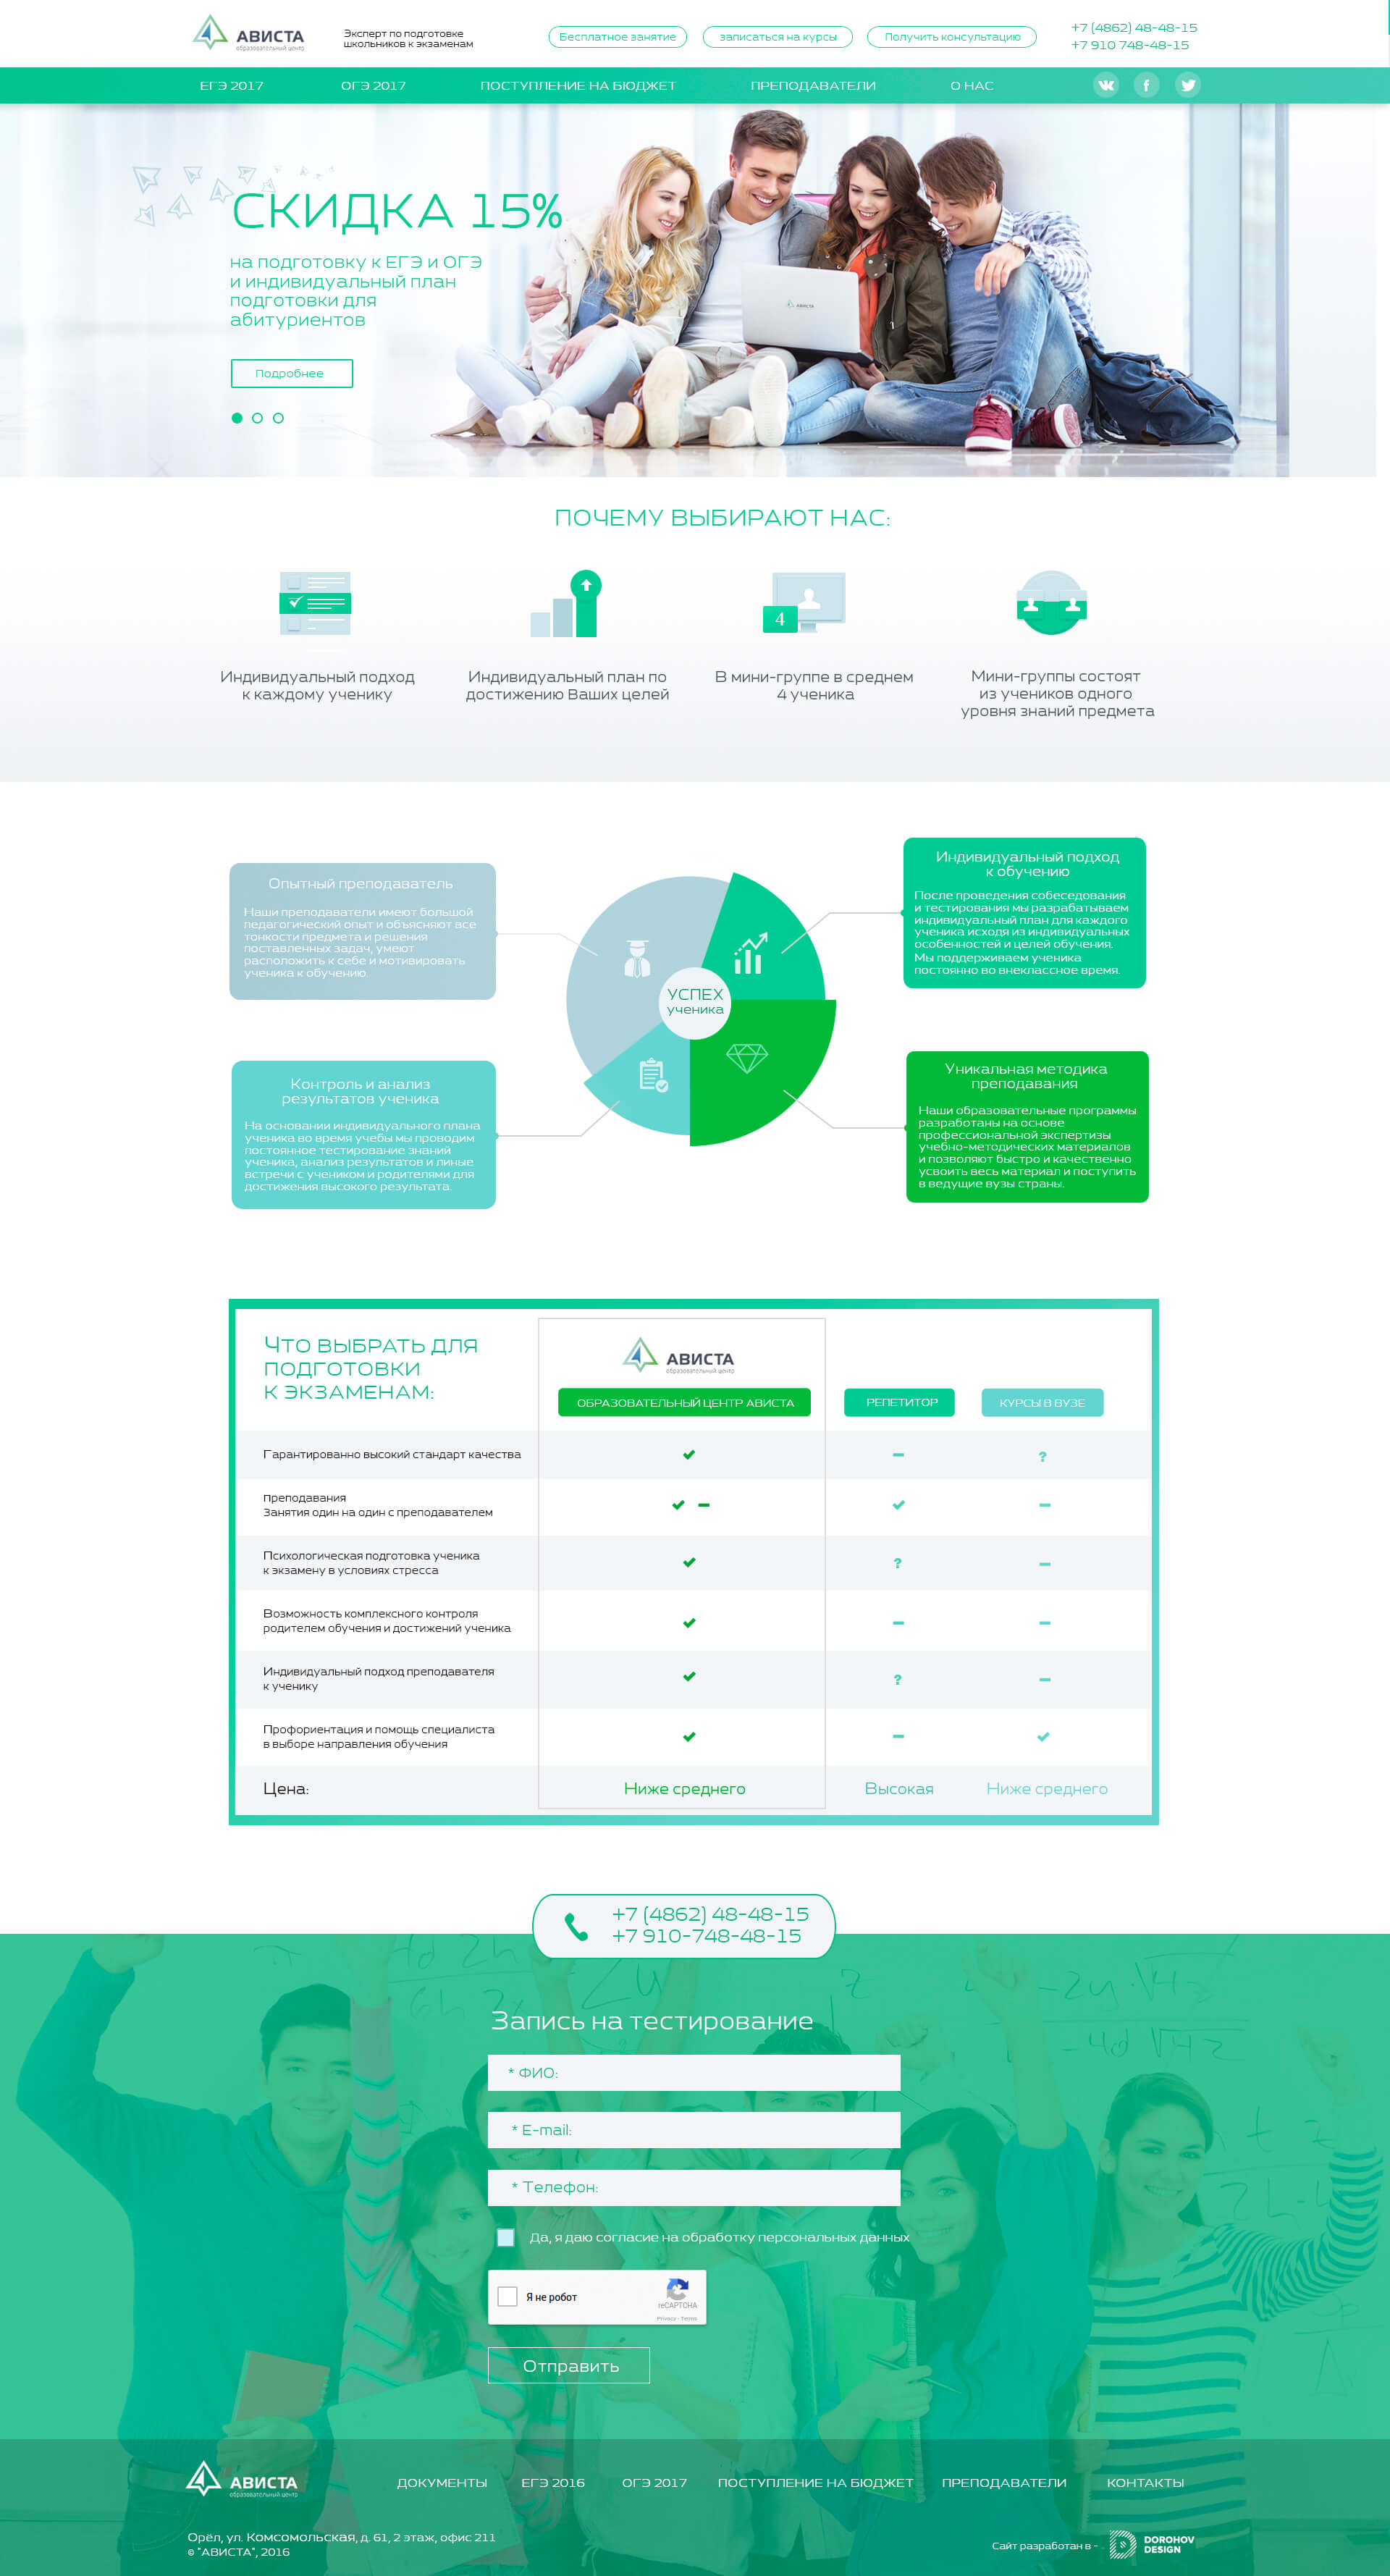 АВИСТА
образовательный центр
Эксперт по подготовке
школьников к экзаменам
Бесплатное занятие
записаться на курсы
Получить консультацию
+7 (4862) 48-48-15
+7 910 748-48-15
ЕГЭ 2017
ОГЭ 2017
ПОСТУПЛЕНИЕ НА БЮДЖЕТ
ПРЕПОДАВАТЕЛИ
О НАС
СКИДКА 15%
на подготовку к ЕГЭ и ОГЭ
и индивидуальный план
подготовки для
абитуриентов
Подробнее
АВИСТА
ПОЧЕМУ ВЫБИРАЮТ НАС:
4
Индивидуальный подход
к каждому ученику
Индивидуальный план по
достижению Ваших целей
В мини-группе в среднем
4 ученика
Мини-группы состоят
из учеников одного
уровня знаний предмета
Опытный преподаватель
Наши преподаватели имеют большой
педагогический опыт и объясняют все
тонкости предмета и решения
поставленных задач, умеют
расположить к себе и мотивировать
ученика к обучению.
Индивидуальный подход
к обучению
После проведения собеседования
и тестирования мы разрабатываем
индивидуальный план для каждого
ученика исходя из индивидуальных
особенностей и целей обучения.
Мы поддерживаем ученика
постоянно во внеклассное время.
УСПЕХ
ученика
Контроль и анализ
результатов ученика
На основании индивидуального плана
ученика во время учебы мы проводим
постоянное тестирование знаний
ученика, анализ результатов и линые
встречи с учеником и родителями для
достижения высокого результата.
Уникальная методика
преподавания
Наши образовательные программы
разработаны на основе
профессиональной экспертизы
учебно-методических материалов
и позволяют быстро и качественно
усвоить весь материал и поступить
в ведущие вузы страны.
Что выбрать для
подготовки
к экзаменам:
АВИСТА
образовательный центр
ОБРАЗОВАТЕЛЬНЫЙ ЦЕНТР АВИСТА
РЕПЕТИТОР
КУРСЫ В ВУЗЕ
Гарантированно высокий стандарт качества
?
преподавания
Занятия один на один с преподавателем
Психологическая подготовка ученика
к экзамену в условиях стресса
?
Возможность комплексного контроля
родителем обучения и достижений ученика
Индивидуальный подход преподавателя
к ученику
?
Профориентация и помощь специалиста
в выборе направления обучения
Цена:
Ниже среднего
Высокая
Ниже среднего
+7 (4862) 48-48-15
+7 910-748-48-15
Запись на тестирование
* ФИО:
* E-mail:
* Телефон:
Да, я даю согласие на обработку персональных данных
Я не робот
reCAPTCHA
Privacy - Terms
Отправить
АВИСТА
образовательный центр
ДОКУМЕНТЫ
ЕГЭ 2016
ОГЭ 2017
ПОСТУПЛЕНИЕ НА БЮДЖЕТ
ПРЕПОДАВАТЕЛИ
КОНТАКТЫ
Орёл, ул. Комсомольская, д. 61, 2 этаж, офис 211
© "АВИСТА", 2016
Сайт разработан в -
DOROHOV
DESIGN